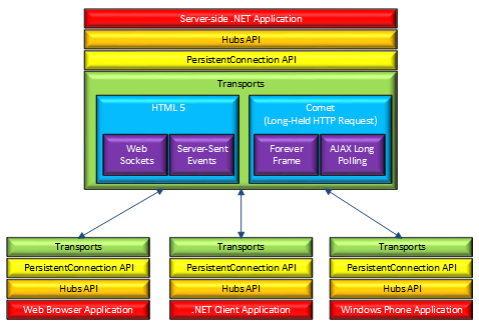 Server-side .NET Application
Hubs API
PersistentConnection API
Transports
HTML 5
Web
Sockets
Server-Sent
Events
Comet
(Long-Held HTTP Request)
Forever
Frame
AJAX Long
Polling
Transports
PersistentConnection API
Hubs API
Web Browser Application
Transports
PersistentConnection API
Hubs API
.NET Client Application
Transports
PersistentConnection API
Hubs API
Windows Phone Application